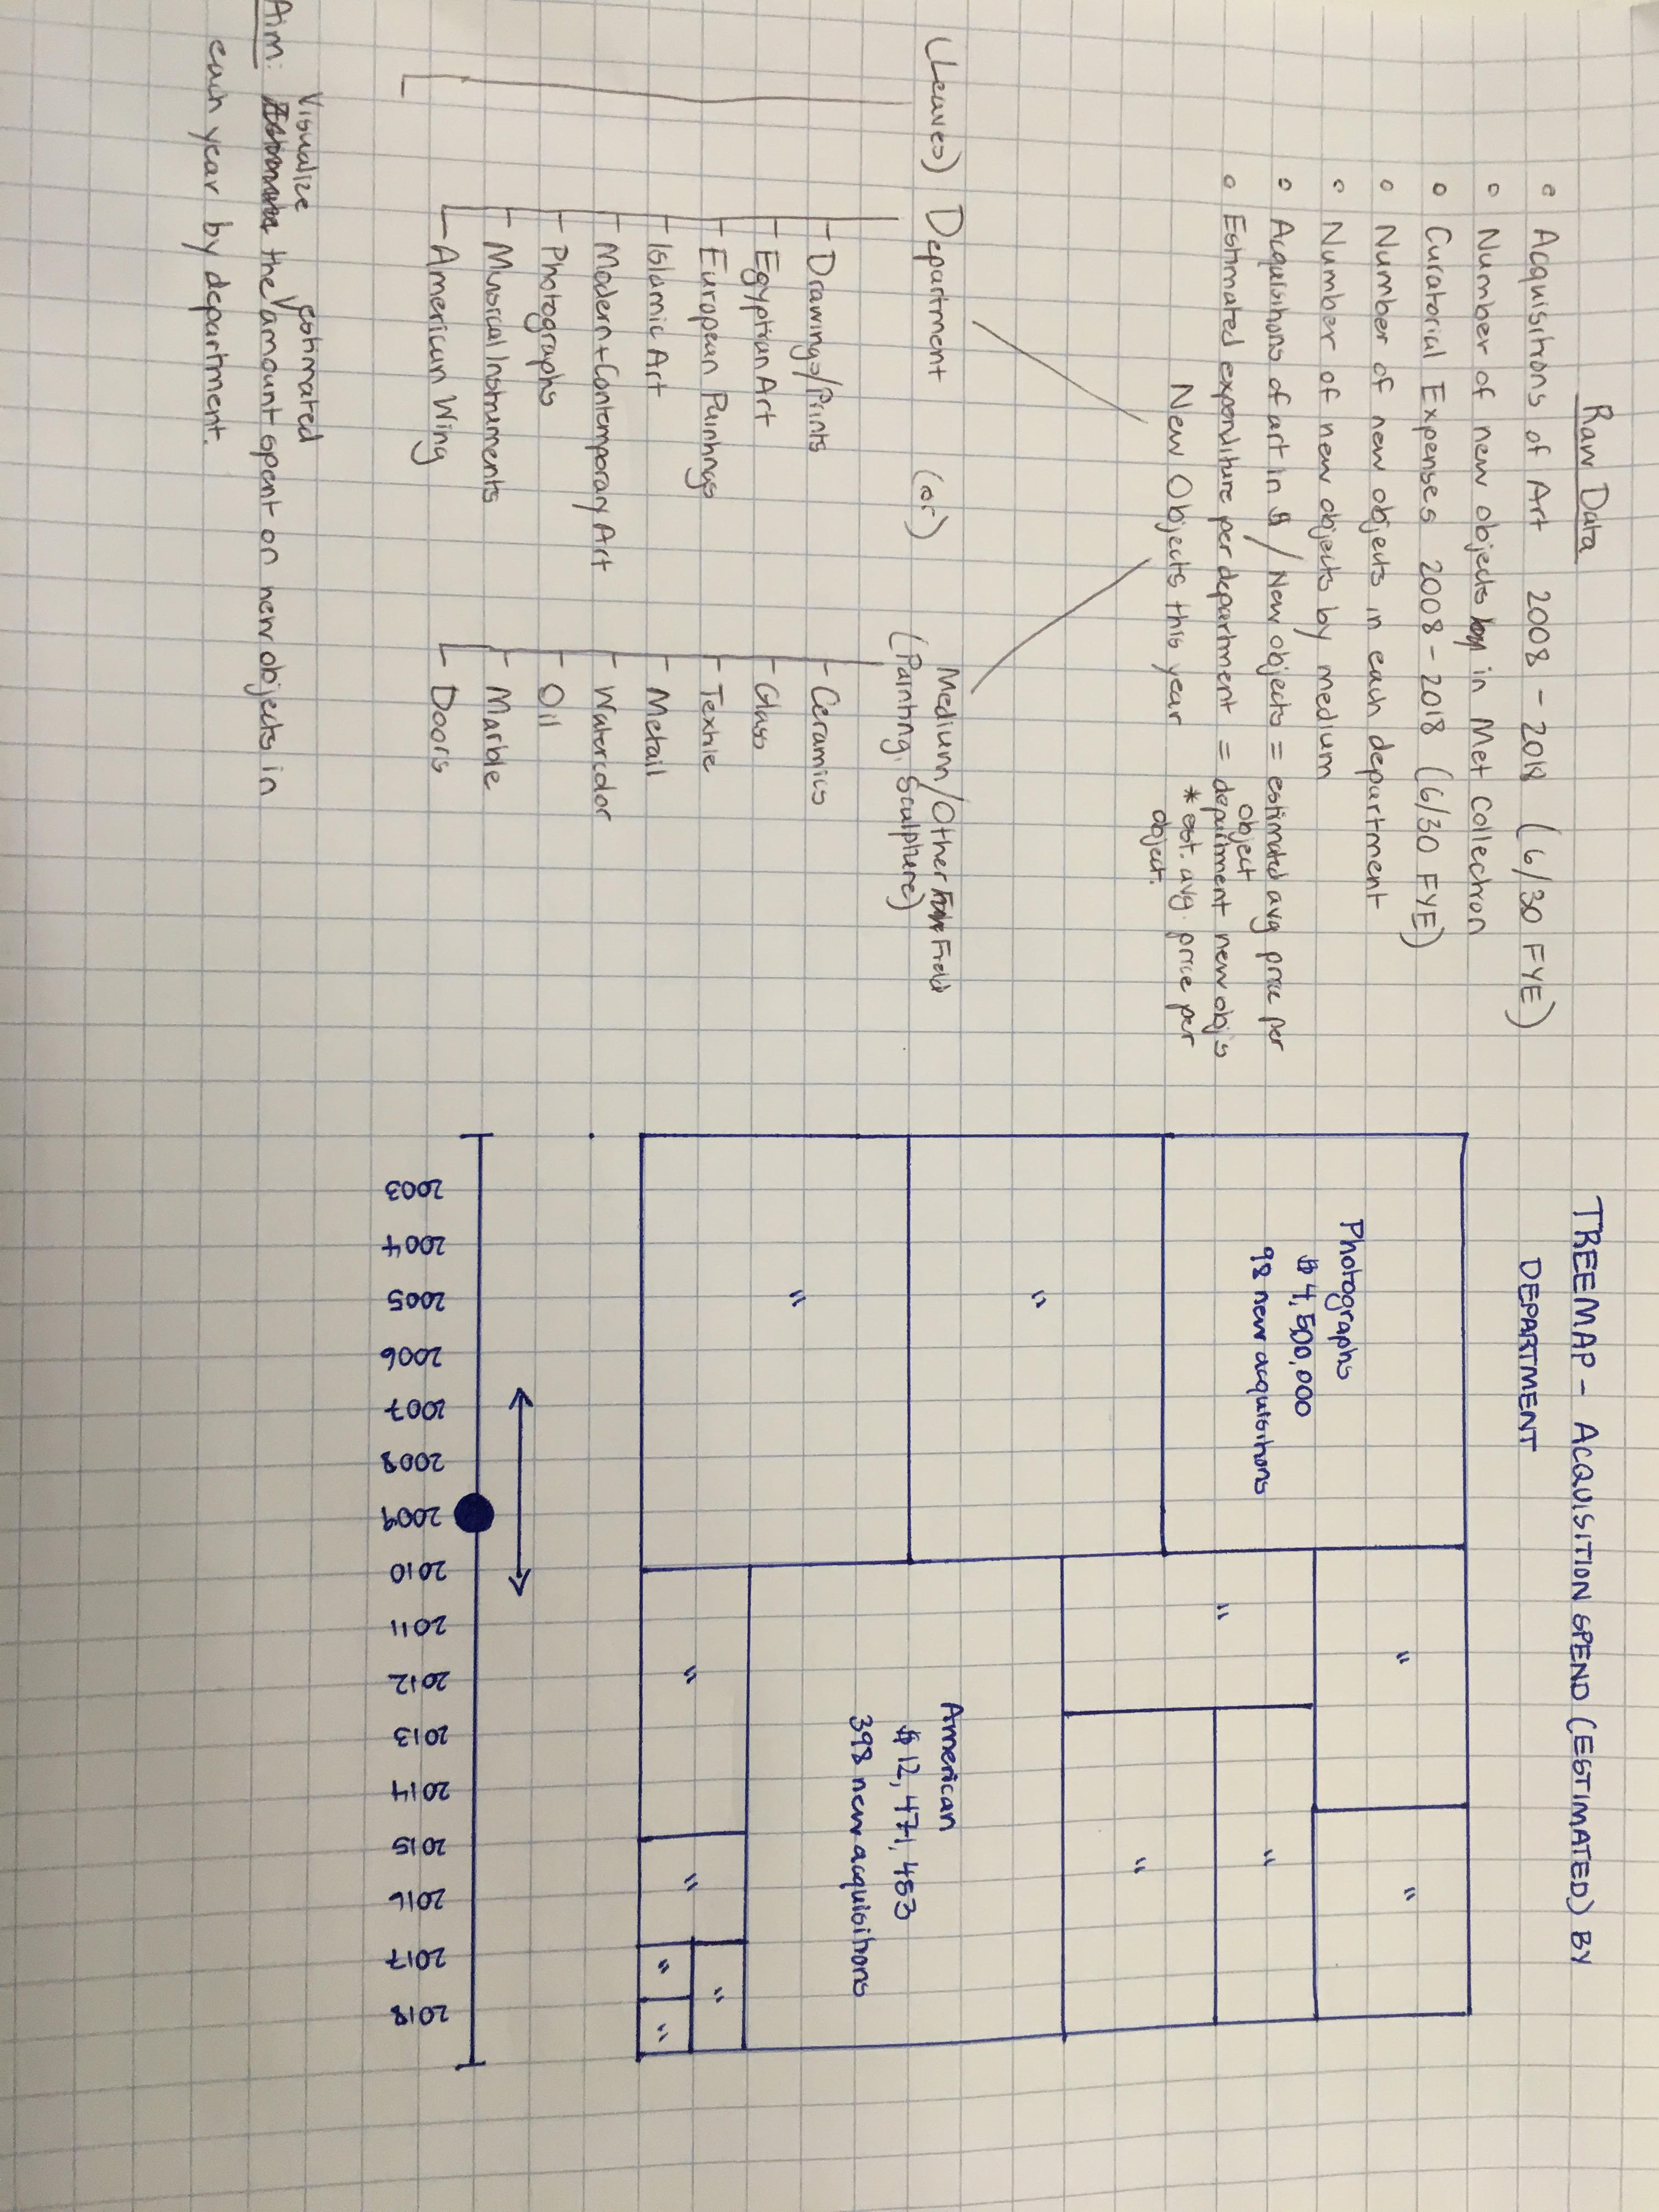 Raw Data
° Acquisitions of Art 2008 - 2018 (6/30 FYE)
° Number of new objects in Met Collection
° Curatorial Expenses 2008 - 2018 (6/30 FYE)
° Number of new objects in each department
° Number of new objects by medium
° Acquisitions of art in $ / New objects = estimated avg price per
object
° Estimated expenditure per department = department new objs
* est. avg. price per
object.
New Objects this year
(Leaves) Department (or) Medium/Other Field
(Painting, Sculpture)
Drawings/Prints
Egyptian Art
European Paintings
Islamic Art
Modern + Contemporary Art
Photographs
Musical Instruments
American Wing
Ceramics
Glass
Textile
Metail
Watercolor
Oil
Marble
Doors
Aim: Visualize the estimated amount spent on new objects in
each year by department.
TREEMAP - ACQUISITION SPEND (ESTIMATED) BY
DEPARTMENT
Photographs
$ 4,500,000
98 new acquisitions
"
"
"
"
"
"
"
American
$ 12,471,453
398 new acquisitions
"
"
"
"
"
2003 2004 2005 2006 2007 2008 2009 2010 2011 2012 2013 2014 2015 2016 2017 2018